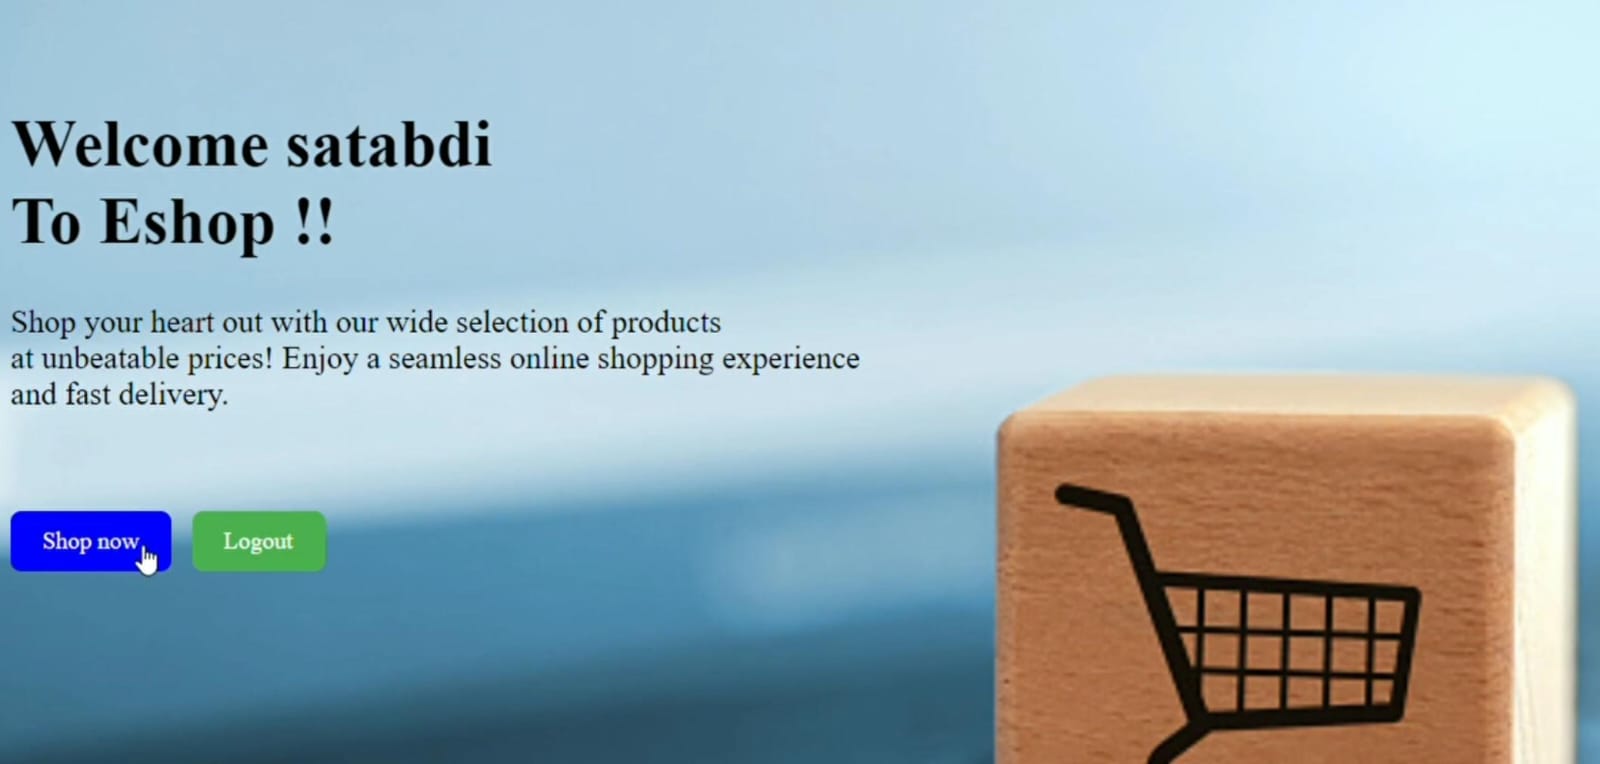 Welcome satabdi
To Eshop !!
Shop your heart out with our wide selection of products
at unbeatable prices! Enjoy a seamless online shopping experience
and fast delivery.
Shop now
Logout